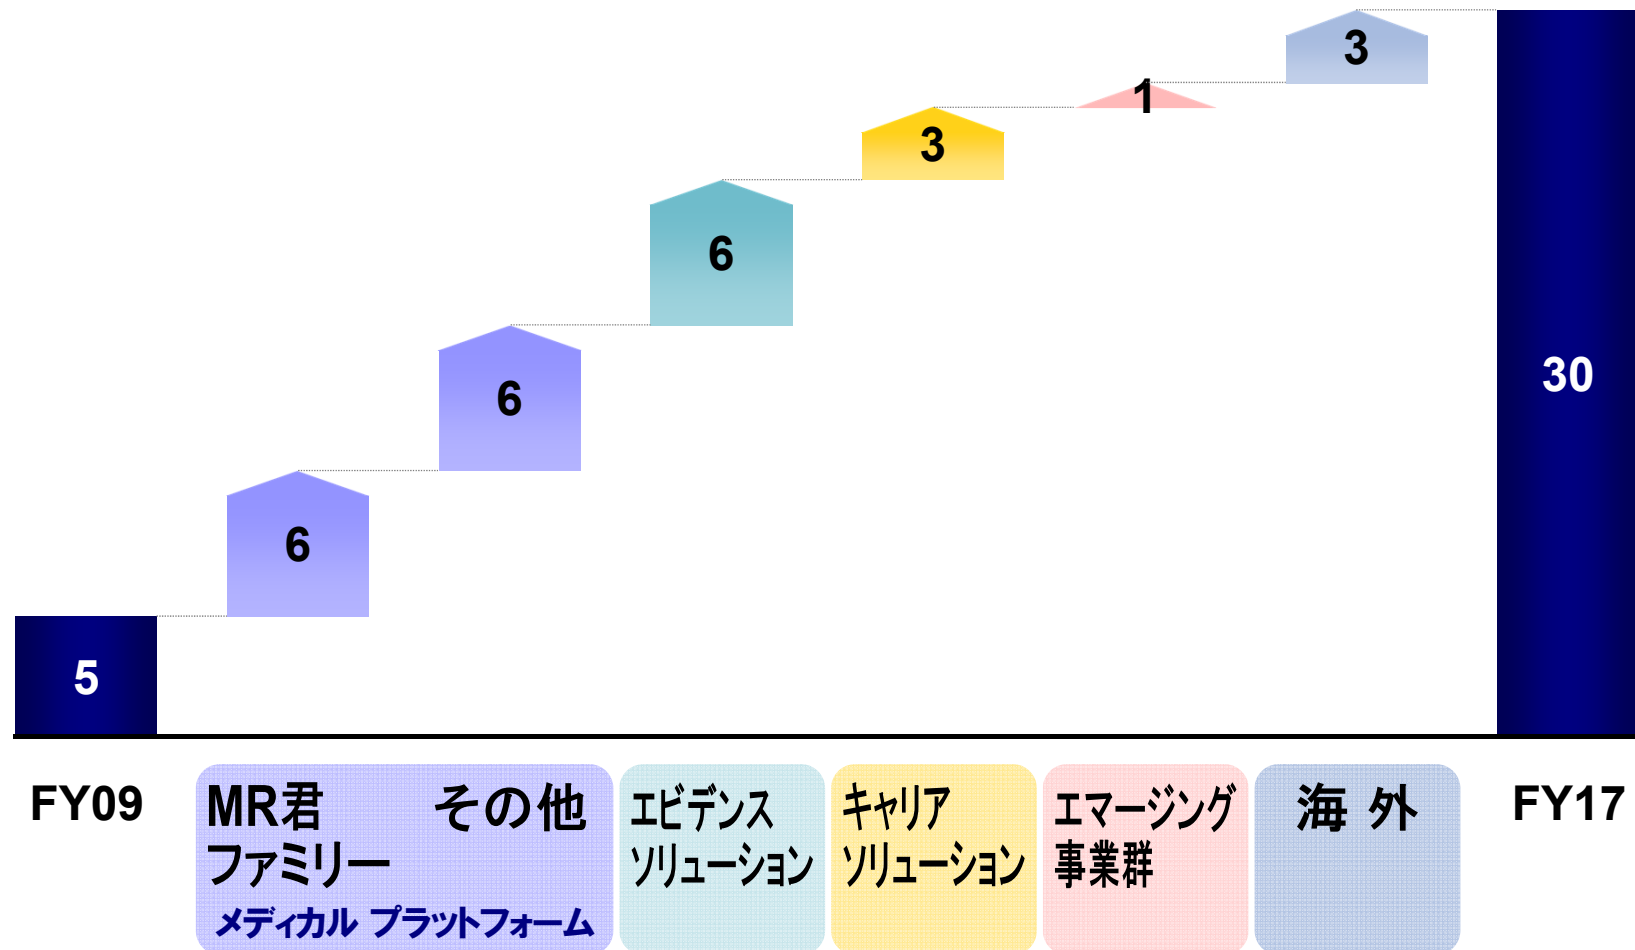 3
1
3
6
6
6
5
30
FY09
MR君
ファミリー
その他
メディカル プラットフォーム
エビデンス
ソリューション
キャリア
ソリューション
エマージング
事業群
海 外
FY17